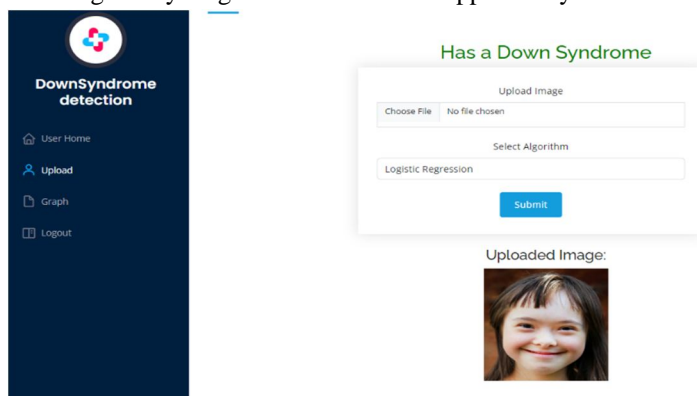 DownSyndrome
detection
User Home
Upload
Graph
Logout
Has a Down Syndrome
Upload Image
Choose File No file chosen
Select Algorithm
Logistic Regression
Submit
Uploaded Image: